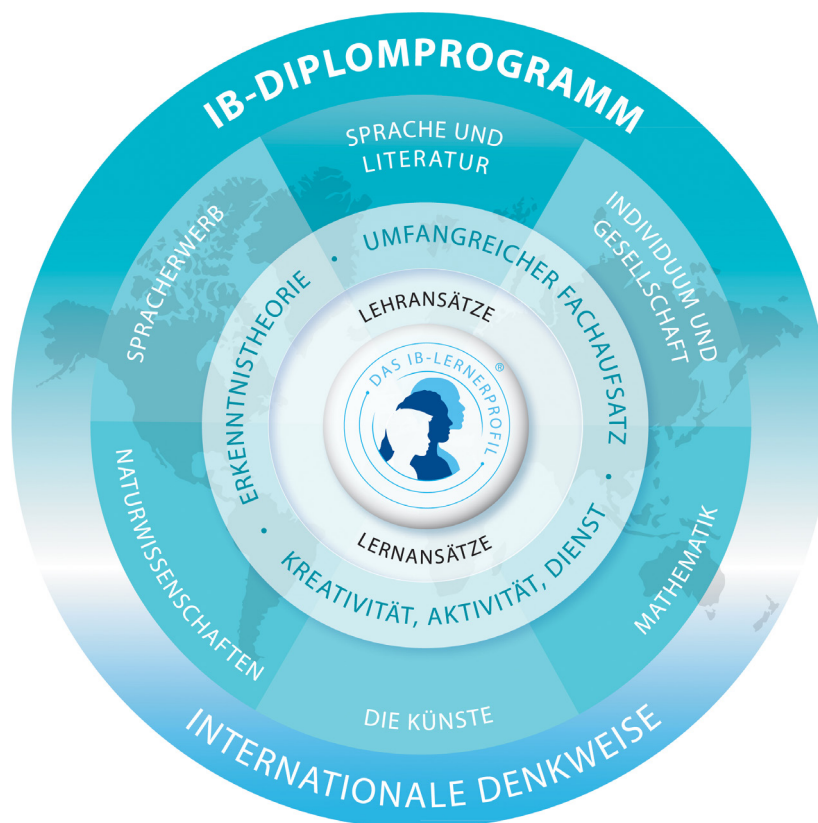 IB-DIPLOMPROGRAMM
SPRACHE UND
LITERATUR
SPRACHERWERB
INDIVIDUUM UND
GESELLSCHAFT
ERKENNTNISTHEORIE • UMFANGREICHER FACHAUFSATZ •
LEHRANSÄTZE
• DAS IB-LERNERPROFIL • ®
LERNANSÄTZE
• KREATIVITÄT, AKTIVITÄT, DIENST
NATURWISSENSCHAFTEN
MATHEMATIK
DIE KÜNSTE
INTERNATIONALE DENKWEISE